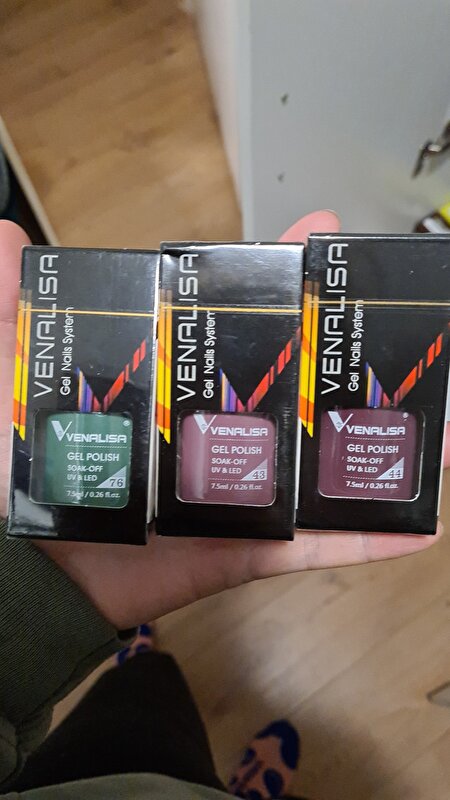 VENALISA
Gel Nails System
VENALISA®
GEL POLISH
SOAK-OFF
UV & LED
76
7.5ml / 0.26 fl.oz.
VENALISA
Gel Nails System
VENALISA
GEL POLISH
SOAK-OFF
UV & LED
43
7.5ml / 0.26 fl.oz.
VENALISA
Gel Nails System
VENALISA®
GEL POLISH
SOAK-OFF
UV & LED
44
7.5ml / 0.26 fl.oz.